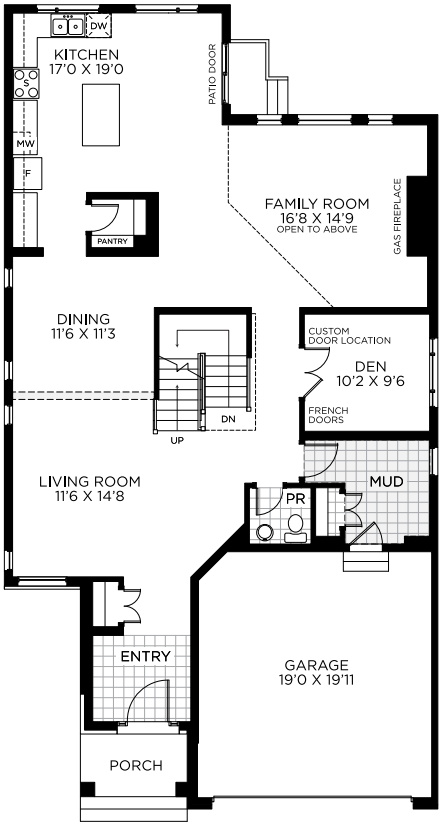 DW
KITCHEN
17'0 X 19'0
PATIO DOOR
S
MW
F
FAMILY ROOM
16'8 X 14'9
OPEN TO ABOVE
GAS FIREPLACE
PANTRY
DINING
11'6 X 11'3
CUSTOM
DOOR LOCATION
DEN
10'2 X 9'6
FRENCH
DOORS
DN
UP
LIVING ROOM
11'6 X 14'8
MUD
PR
ENTRY
GARAGE
19'0 X 19'11
PORCH